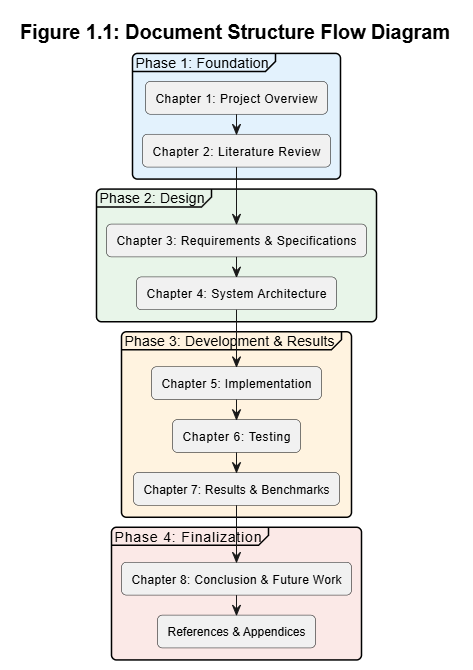 Figure 1.1: Document Structure Flow Diagram
Phase 1: Foundation
Chapter 1: Project Overview
Chapter 2: Literature Review
Phase 2: Design
Chapter 3: Requirements & Specifications
Chapter 4: System Architecture
Phase 3: Development & Results
Chapter 5: Implementation
Chapter 6: Testing
Chapter 7: Results & Benchmarks
Phase 4: Finalization
Chapter 8: Conclusion & Future Work
References & Appendices